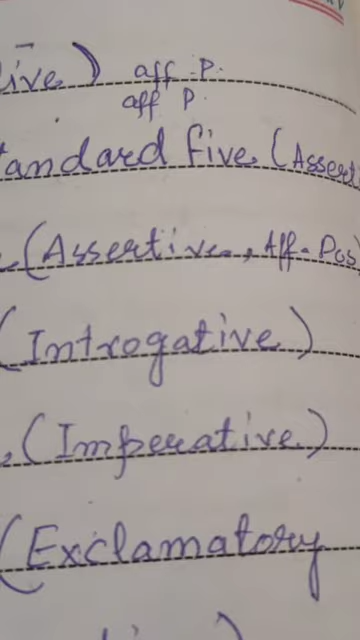 ive) aff P.
aff P.
tandard five (Assert
(Assertive, Aff-Pos)
(Introgative)
, (Imperative)
(Exclamatory